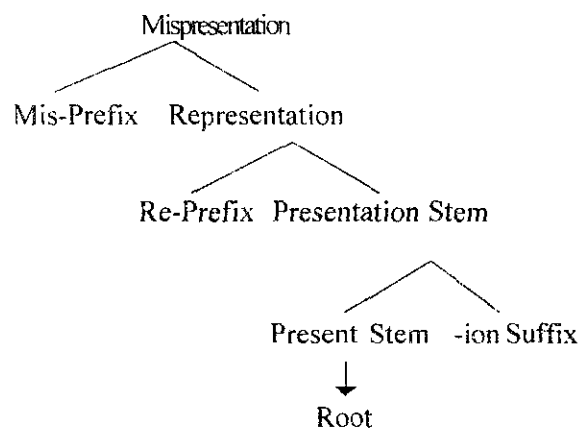 Mispresentation
Mis-Prefix Representation
Re-Prefix Presentation Stem
Present Stem -ion Suffix
Root